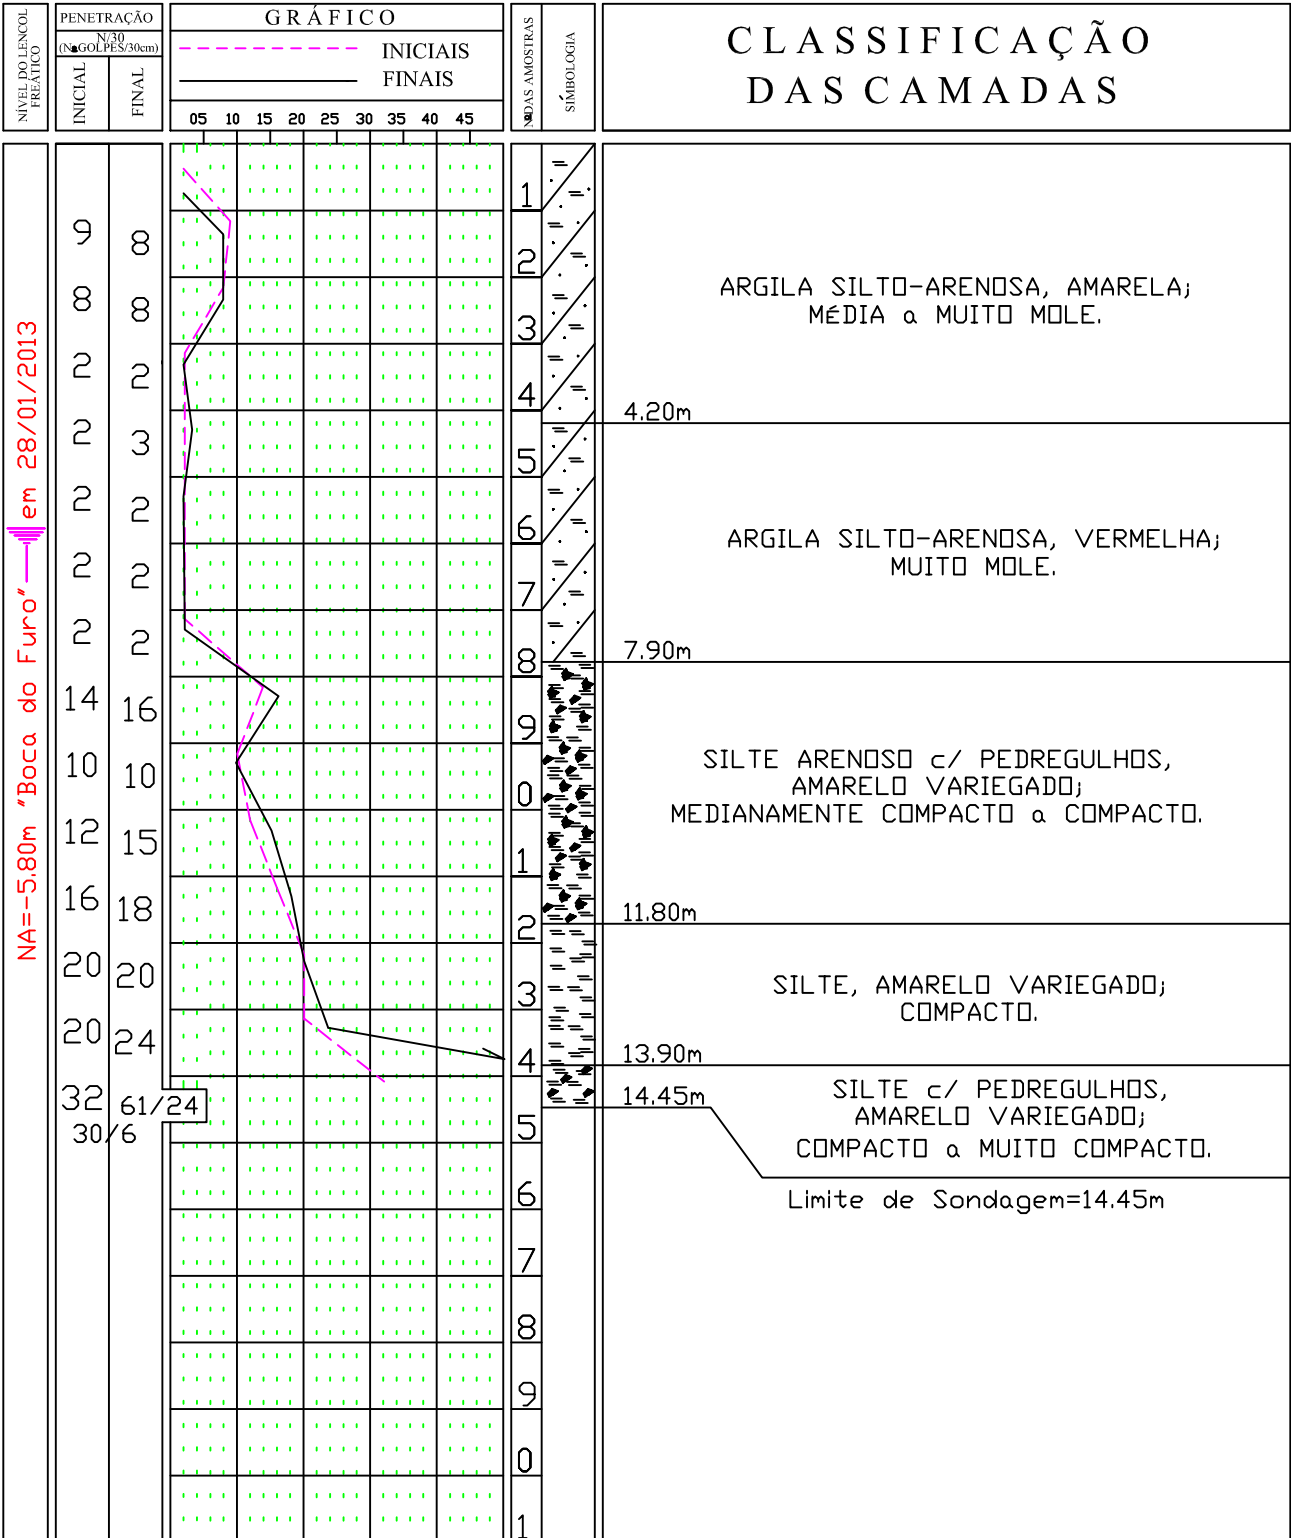 NÍVEL DO LENCOL
FREÁTICO
PENETRAÇÃO
N/30
(Nº GOLPES/30cm)
INICIAL
FINAL
GRÁFICO
INICIAIS
FINAIS
05 10 15 20 25 30 35 40 45
Nº DAS AMOSTRAS
SÍMBOLOGIA
CLASSIFICAÇÃO
DAS CAMADAS
NA=-5.80m "Boca do Furo" em 28/01/2013
9 8
8 8
2 2
2 3
2 2
2 2
2 2
14 16
10 10
12 15
16 18
20 20
20 24
32 61/24
30/6
1
2
3
4
5
6
7
8
9
0
1
2
3
4
5
6
7
8
9
0
1
ARGILA SILTO-ARENOSA, AMARELA;
MÉDIA a MUITO MOLE.
4.20m
ARGILA SILTO-ARENOSA, VERMELHA;
MUITO MOLE.
7.90m
SILTE ARENOSO c/ PEDREGULHOS,
AMARELO VARIEGADO;
MEDIANAMENTE COMPACTO a COMPACTO.
11.80m
SILTE, AMARELO VARIEGADO;
COMPACTO.
13.90m
SILTE c/ PEDREGULHOS,
AMARELO VARIEGADO;
COMPACTO a MUITO COMPACTO.
14.45m
Limite de Sondagem=14.45m